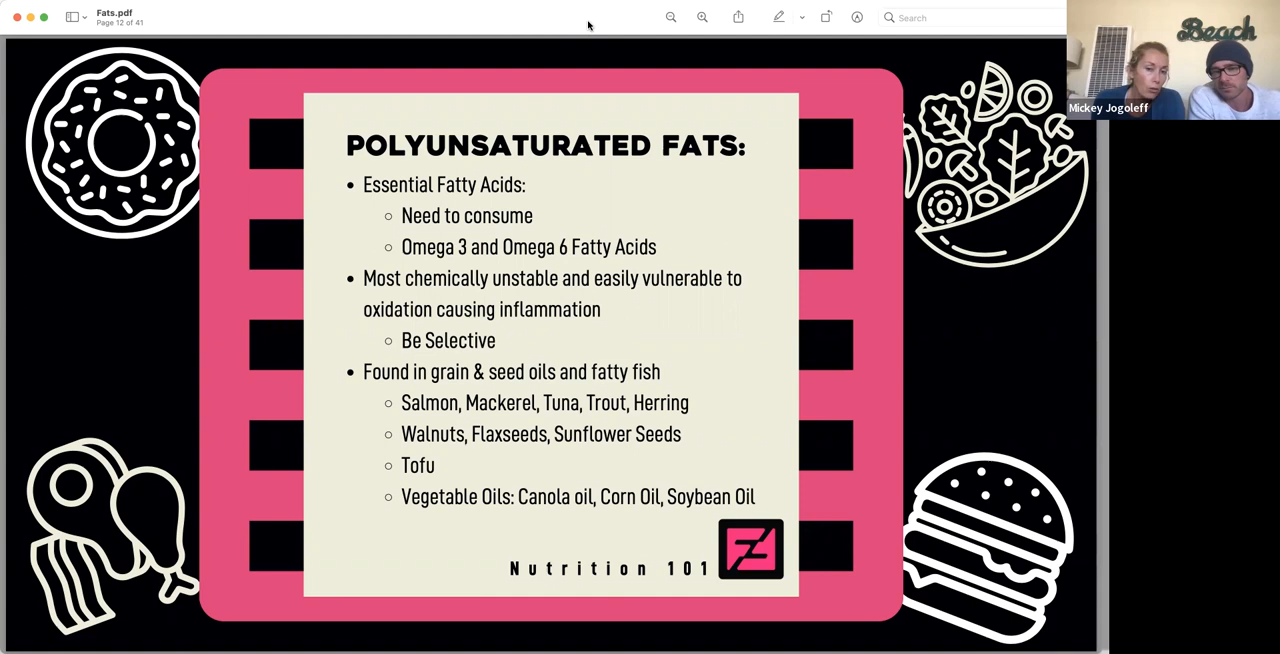 Fats.pdf
Page 12 of 41
Search
Beach
Mickey Jogoleff
POLYUNSATURATED FATS:
• Essential Fatty Acids:
○ Need to consume
○ Omega 3 and Omega 6 Fatty Acids
• Most chemically unstable and easily vulnerable to
oxidation causing inflammation
○ Be Selective
• Found in grain & seed oils and fatty fish
○ Salmon, Mackerel, Tuna, Trout, Herring
○ Walnuts, Flaxseeds, Sunflower Seeds
○ Tofu
○ Vegetable Oils: Canola oil, Corn Oil, Soybean Oil
Nutrition 101